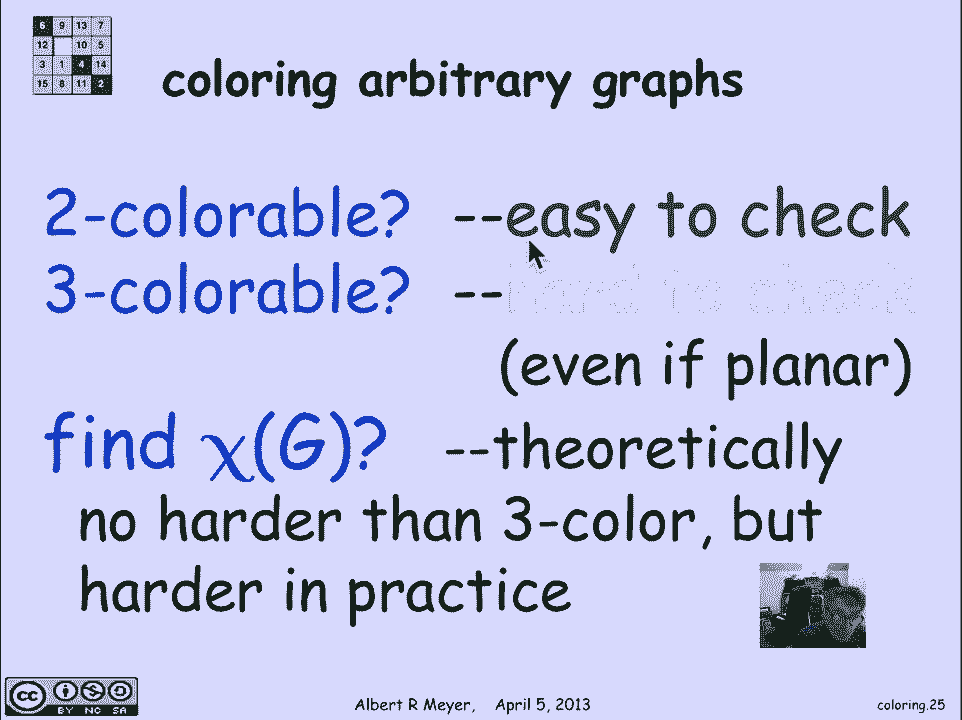 6 9 13 7
12 10 5
3 1 4 14
15 8 11 2
coloring arbitrary graphs
2-colorable? --easy to check
3-colorable? --hard to check
(even if planar)
find χ(G)? --theoretically
no harder than 3-color, but
harder in practice
cc BY NC SA
Albert R Meyer, April 5, 2013 coloring.25